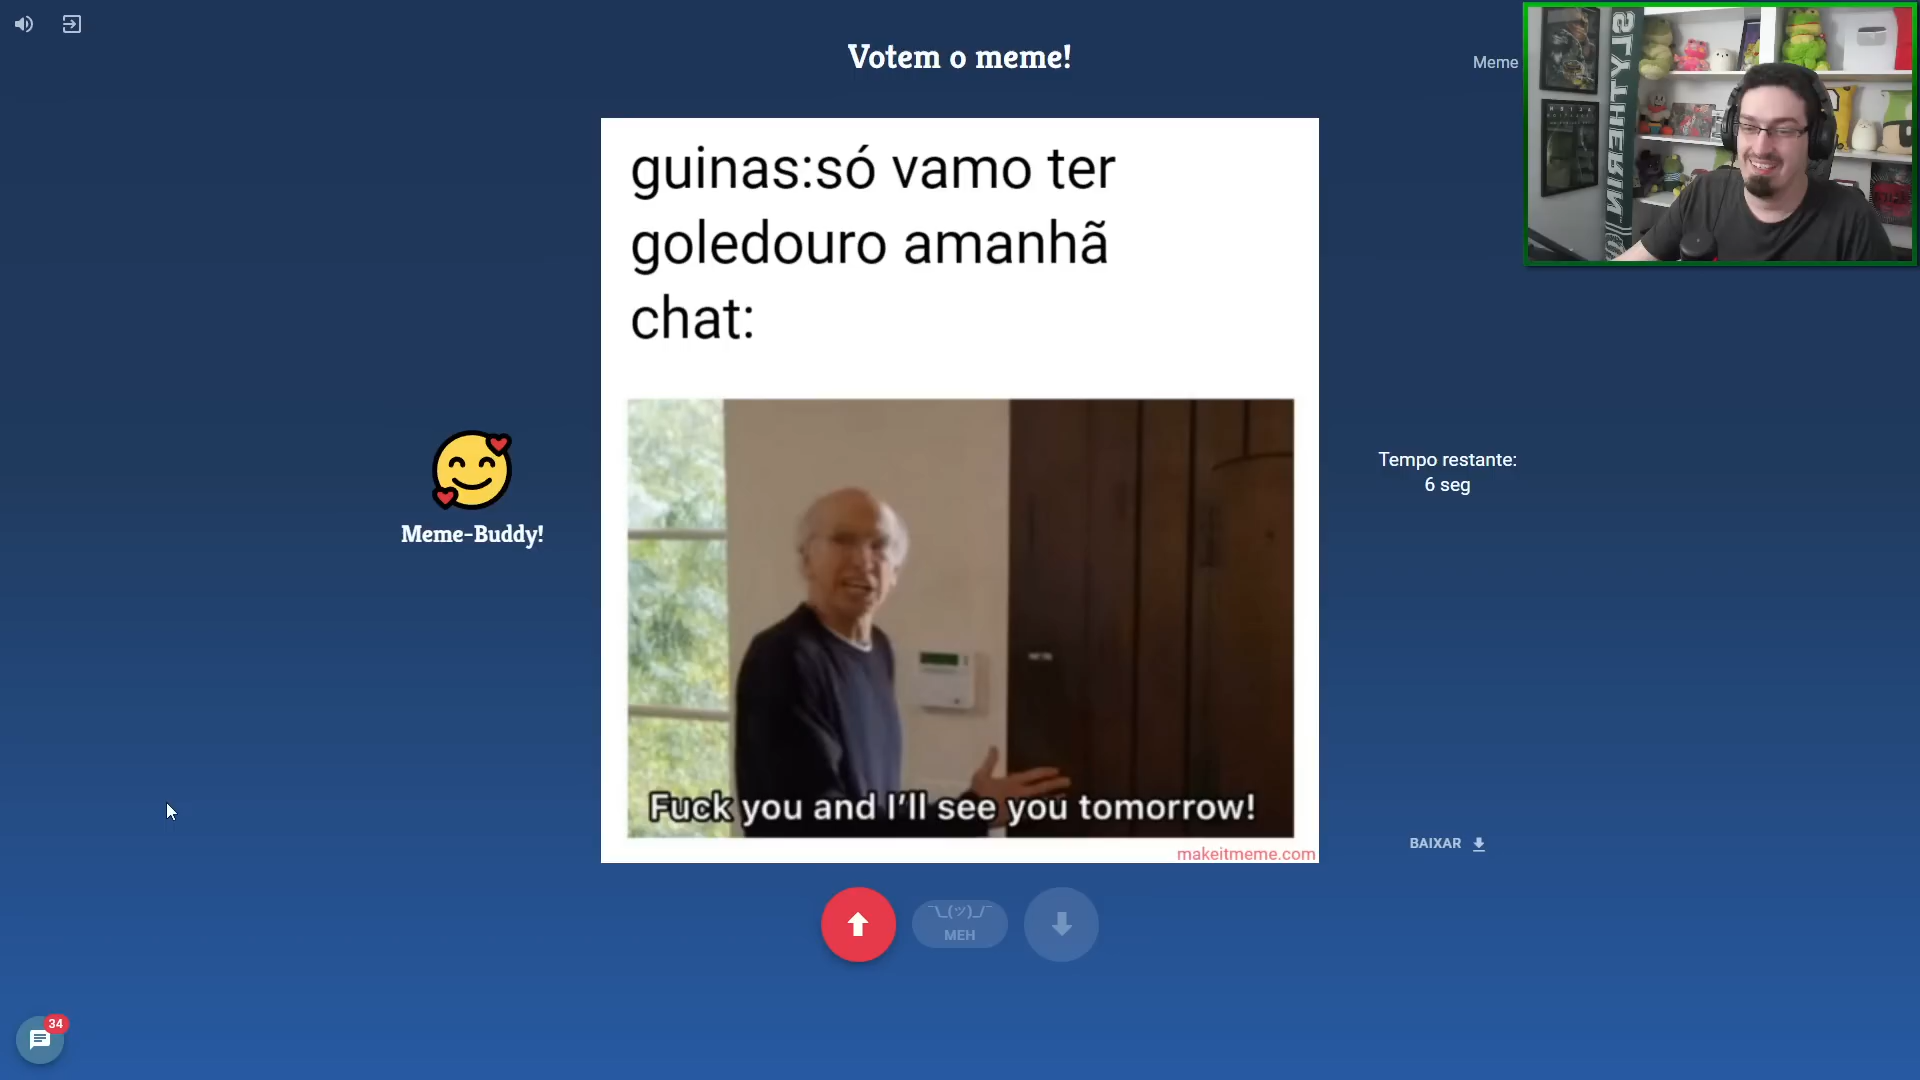 Votem o meme!
Meme
SLYTHERIN
guinas:só vamo ter
goledouro amanhã
chat:
Meme-Buddy!
Tempo restante:
6 seg
Fuck you and I'll see you tomorrow!
makeitmeme.com
BAIXAR
¯\_(ツ)_/¯
MEH
34